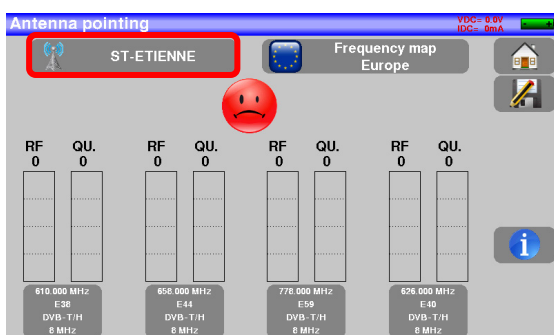 Antenna pointing
VDC= 0.0V
IDC= 0mA
ST-ETIENNE
Frequency map
Europe
RF QU. RF QU. RF QU. RF QU.
0 0 0 0 0 0 0 0
610.000 MHz 658.000 MHz 778.000 MHz 626.000 MHz
E38 E44 E59 E40
DVB-T/H DVB-T/H DVB-T/H DVB-T/H
8 MHz 8 MHz 8 MHz 8 MHz